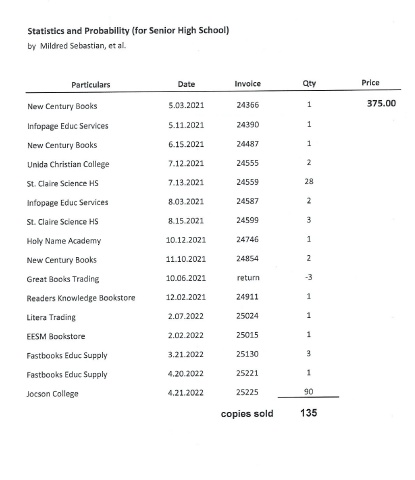 Statistics and Probability (for Senior High School)
by Mildred Sebastian, et al.
Particulars Date Invoice Qty Price
New Century Books 5.03.2021 24366 1 375.00
Infopage Educ Services 5.11.2021 24390 1
New Century Books 6.15.2021 24487 1
Unida Christian College 7.12.2021 24555 2
St. Claire Science HS 7.13.2021 24559 28
Infopage Educ Services 8.03.2021 24587 2
St. Claire Science HS 8.15.2021 24599 3
Holy Name Academy 10.12.2021 24746 1
New Century Books 11.10.2021 24854 2
Great Books Trading 10.06.2021 return -3
Readers Knowledge Bookstore 12.02.2021 24911 1
Litera Trading 2.07.2022 25024 1
EESM Bookstore 2.02.2022 25015 1
Fastbooks Educ Supply 3.21.2022 25130 3
Fastbooks Educ Supply 4.20.2022 25221 1
Jocson College 4.21.2022 25225 90
copies sold 135